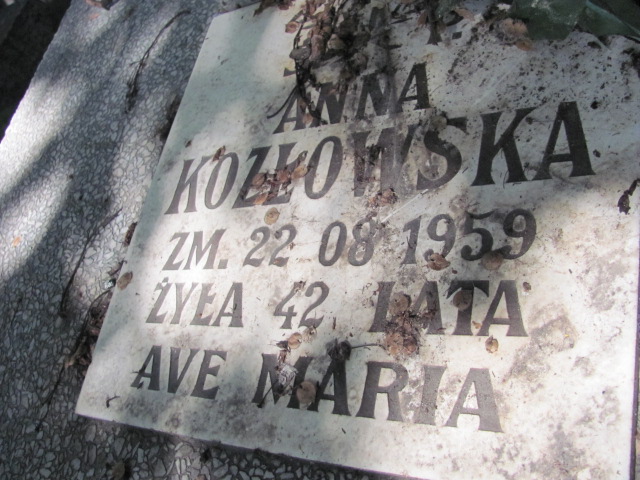 ANNA
KOZŁOWSKA
ZM. 22 08 1959
ŻYŁA 42 LATA
AVE MARIA